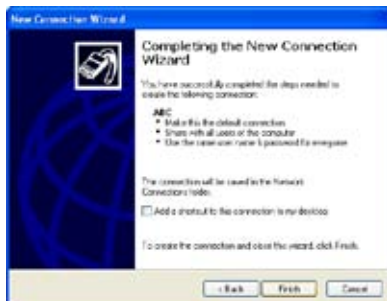 New Connection Wizard
Completing the New Connection
Wizard
You have successfully completed the steps needed to
create the following connection:
ABC
• Make this the default connection
• Share with all users of this computer
• Use the same user name & password for everyone
The connection will be saved in the Network
Connections folder.
Add a shortcut to this connection to my desktop
To create the connection and close this wizard, click Finish.
< Back
Finish
Cancel